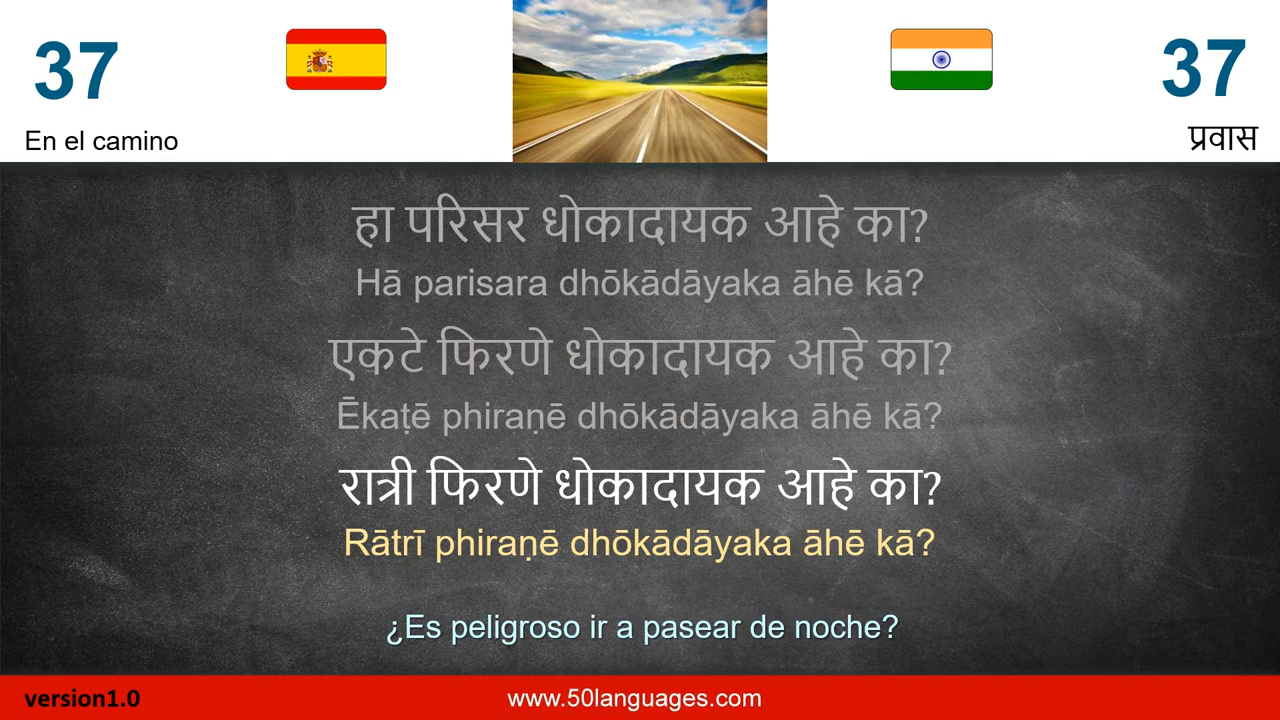 37
37
En el camino
प्रवास
हा परिसर धोकादायक आहे का?
Hā parisara dhōkādāyaka āhē kā?
एकटे फिरणे धोकादायक आहे का?
Ēkaṭē phiraṇē dhōkādāyaka āhē kā?
रात्री फिरणे धोकादायक आहे का?
Rātrī phiraṇē dhōkādāyaka āhē kā?
¿Es peligroso ir a pasear de noche?
version1.0
www.50languages.com